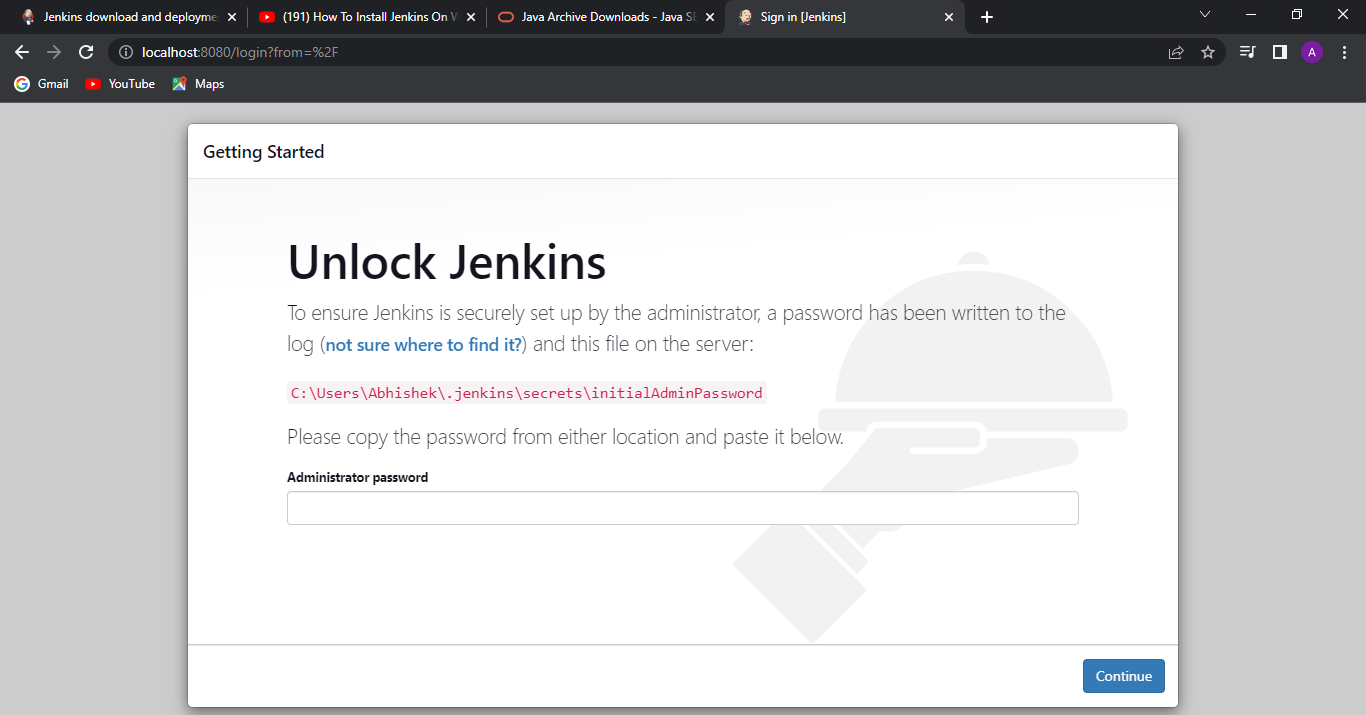 Jenkins download and deployme
(191) How To Install Jenkins On W
Java Archive Downloads - Java SE
Sign in [Jenkins]
localhost:8080/login?from=%2F
A
Gmail
YouTube
Maps
Getting Started
Unlock Jenkins
To ensure Jenkins is securely set up by the administrator, a password has been written to the
log (not sure where to find it?) and this file on the server:
C:\Users\Abhishek\.jenkins\secrets\initialAdminPassword
Please copy the password from either location and paste it below.
Administrator password
Continue